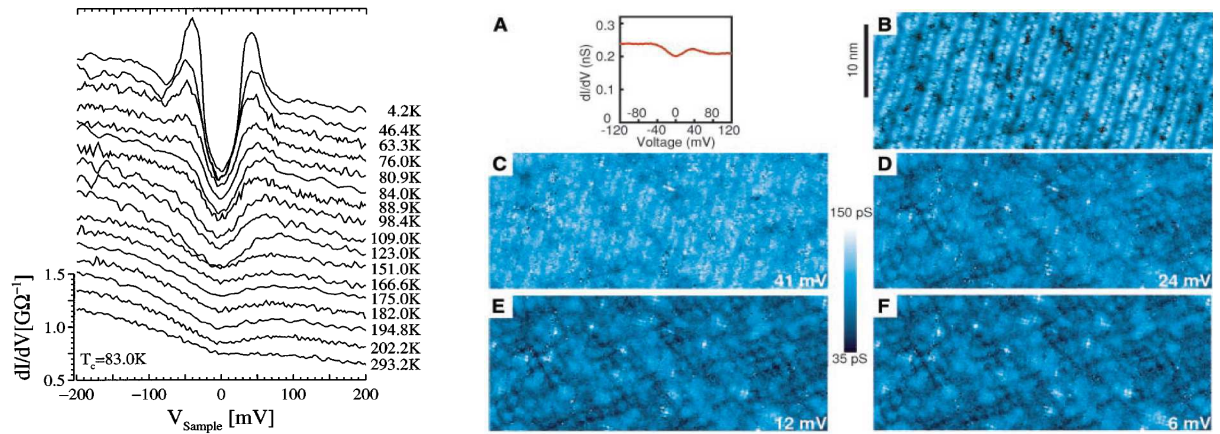 4.2K
46.4K
63.3K
76.0K
80.9K
84.0K
88.9K
98.4K
109.0K
123.0K
151.0K
166.6K
175.0K
182.0K
194.8K
202.2K
293.2K
1.5
1.0
0.5
dI/dV[GΩ⁻¹]
T_c=83.0K
−200 −100 0 100 200
V_Sample [mV]
A
0.3
0.2
0.1
0
dI/dV (nS)
-80 0 80
-120 -40 40 120
Voltage (mV)
B
10 nm
C
41 mV
150 pS
35 pS
D
24 mV
E
12 mV
F
6 mV